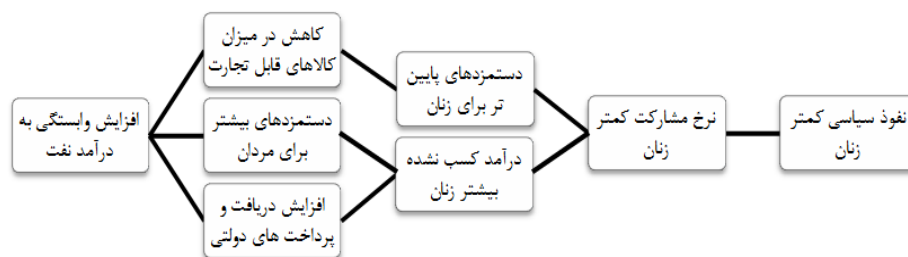 افزایش وابستگی به
درآمد نفت
کاهش در میزان
کالاهای قابل تجارت
دستمزدهای بیشتر
برای مردان
افزایش دریافت و
پرداخت های دولتی
دستمزدهای پایین
تر برای زنان
درآمد کسب نشده
بیشتر زنان
نرخ مشارکت کمتر
زنان
نفوذ سیاسی کمتر
زنان